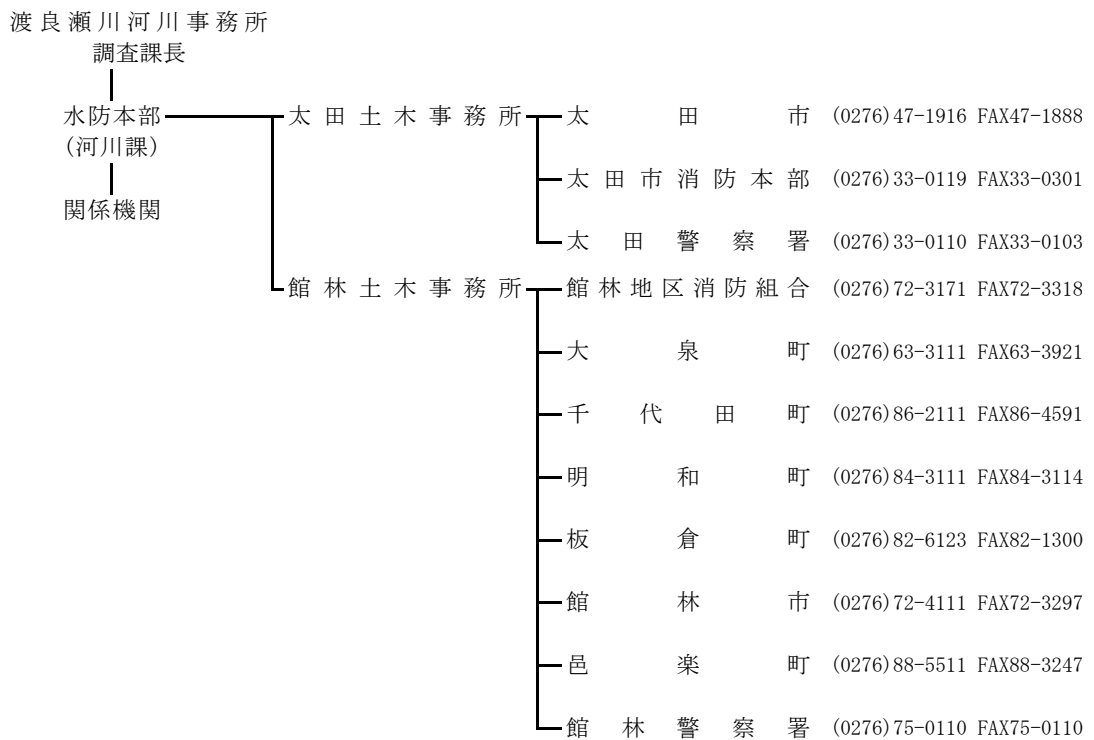 渡良瀬川河川事務所
調査課長
水防本部 太田土木事務所 太田市 (0276)47-1916 FAX47-1888
(河川課)
太田市消防本部 (0276)33-0119 FAX33-0301
関係機関
太田警察署 (0276)33-0110 FAX33-0103
館林土木事務所 館林地区消防組合 (0276)72-3171 FAX72-3318
大泉町 (0276)63-3111 FAX63-3921
千代田町 (0276)86-2111 FAX86-4591
明和町 (0276)84-3111 FAX84-3114
板倉町 (0276)82-6123 FAX82-1300
館林市 (0276)72-4111 FAX72-3297
邑楽町 (0276)88-5511 FAX88-3247
館林警察署 (0276)75-0110 FAX75-0110